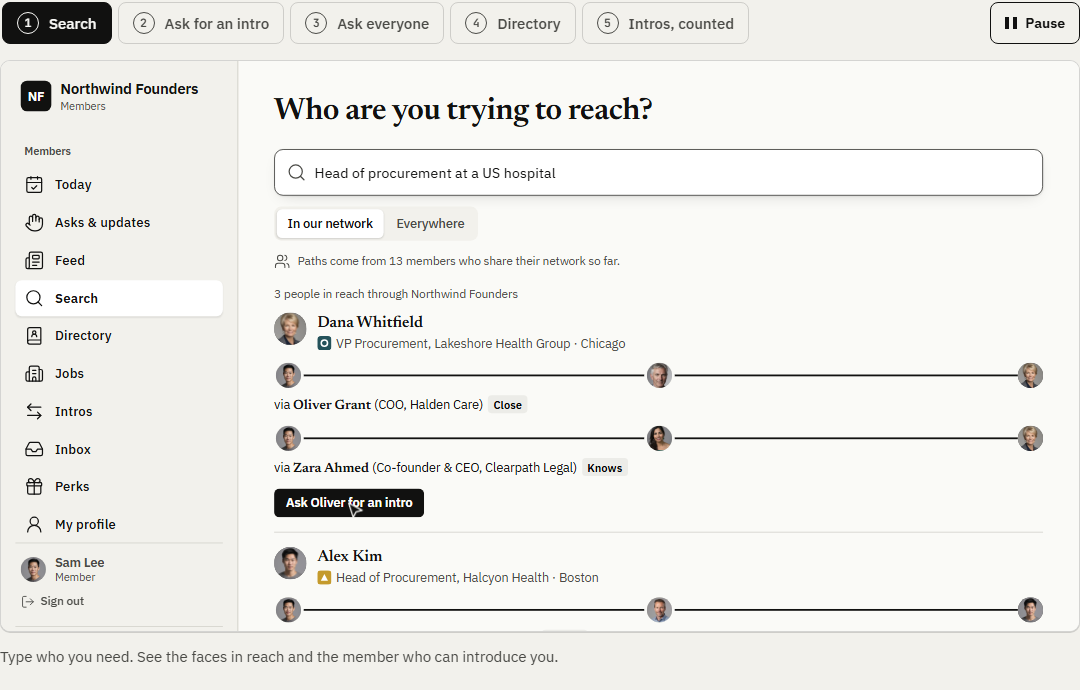 1 Search
2 Ask for an intro
3 Ask everyone
4 Directory
5 Intros, counted
Pause
NF
Northwind Founders
Members
Members
Today
Asks & updates
Feed
Search
Directory
Jobs
Intros
Inbox
Perks
My profile
Sam Lee
Member
Sign out
Who are you trying to reach?
Head of procurement at a US hospital
In our network
Everywhere
Paths come from 13 members who share their network so far.
3 people in reach through Northwind Founders
Dana Whitfield
VP Procurement, Lakeshore Health Group · Chicago
via Oliver Grant (COO, Halden Care) Close
via Zara Ahmed (Co-founder & CEO, Clearpath Legal) Knows
Ask Oliver for an intro
Alex Kim
Head of Procurement, Halcyon Health · Boston
Type who you need. See the faces in reach and the member who can introduce you.